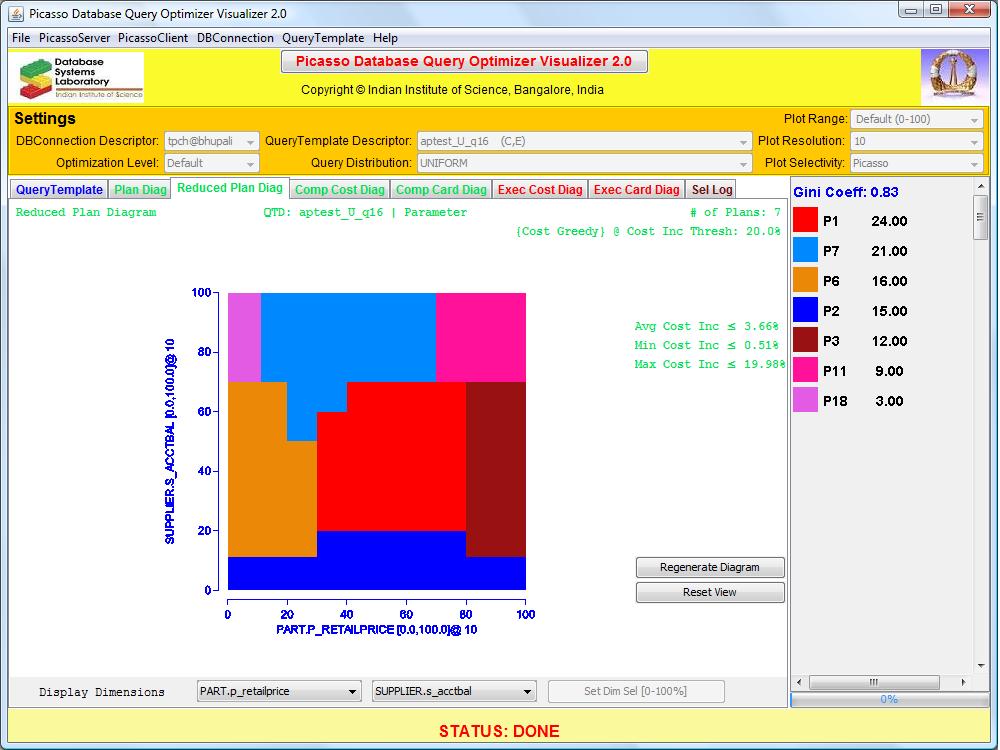 Picasso Database Query Optimizer Visualizer 2.0
File PicassoServer PicassoClient DBConnection QueryTemplate Help
Database
Systems
Laboratory
Indian Institute of Science
Picasso Database Query Optimizer Visualizer 2.0
Copyright © Indian Institute of Science, Bangalore, India
Settings
Plot Range: Default (0-100)
DBConnection Descriptor: tpch@bhupali QueryTemplate Descriptor: aptest_U_q16 (C,E) Plot Resolution: 10
Optimization Level: Default Query Distribution: UNIFORM Plot Selectivity: Picasso
QueryTemplate Plan Diag Reduced Plan Diag Comp Cost Diag Comp Card Diag Exec Cost Diag Exec Card Diag Sel Log
Reduced Plan Diagram QTD: aptest_U_q16 | Parameter # of Plans: 7
{Cost Greedy} @ Cost Inc Thresh: 20.0%
100
80
60
40
20
0
SUPPLIER.S_ACCTBAL [0.0,100.0]@ 10
0 20 40 60 80 100
PART.P_RETAILPRICE [0.0,100.0]@ 10
Avg Cost Inc ≤ 3.66%
Min Cost Inc ≤ 0.51%
Max Cost Inc ≤ 19.98%
Regenerate Diagram
Reset View
Display Dimensions PART.p_retailprice SUPPLIER.s_acctbal Set Dim Sel [0-100%]
Gini Coeff: 0.83
P1 24.00
P7 21.00
P6 16.00
P2 15.00
P3 12.00
P11 9.00
P18 3.00
0%
STATUS: DONE